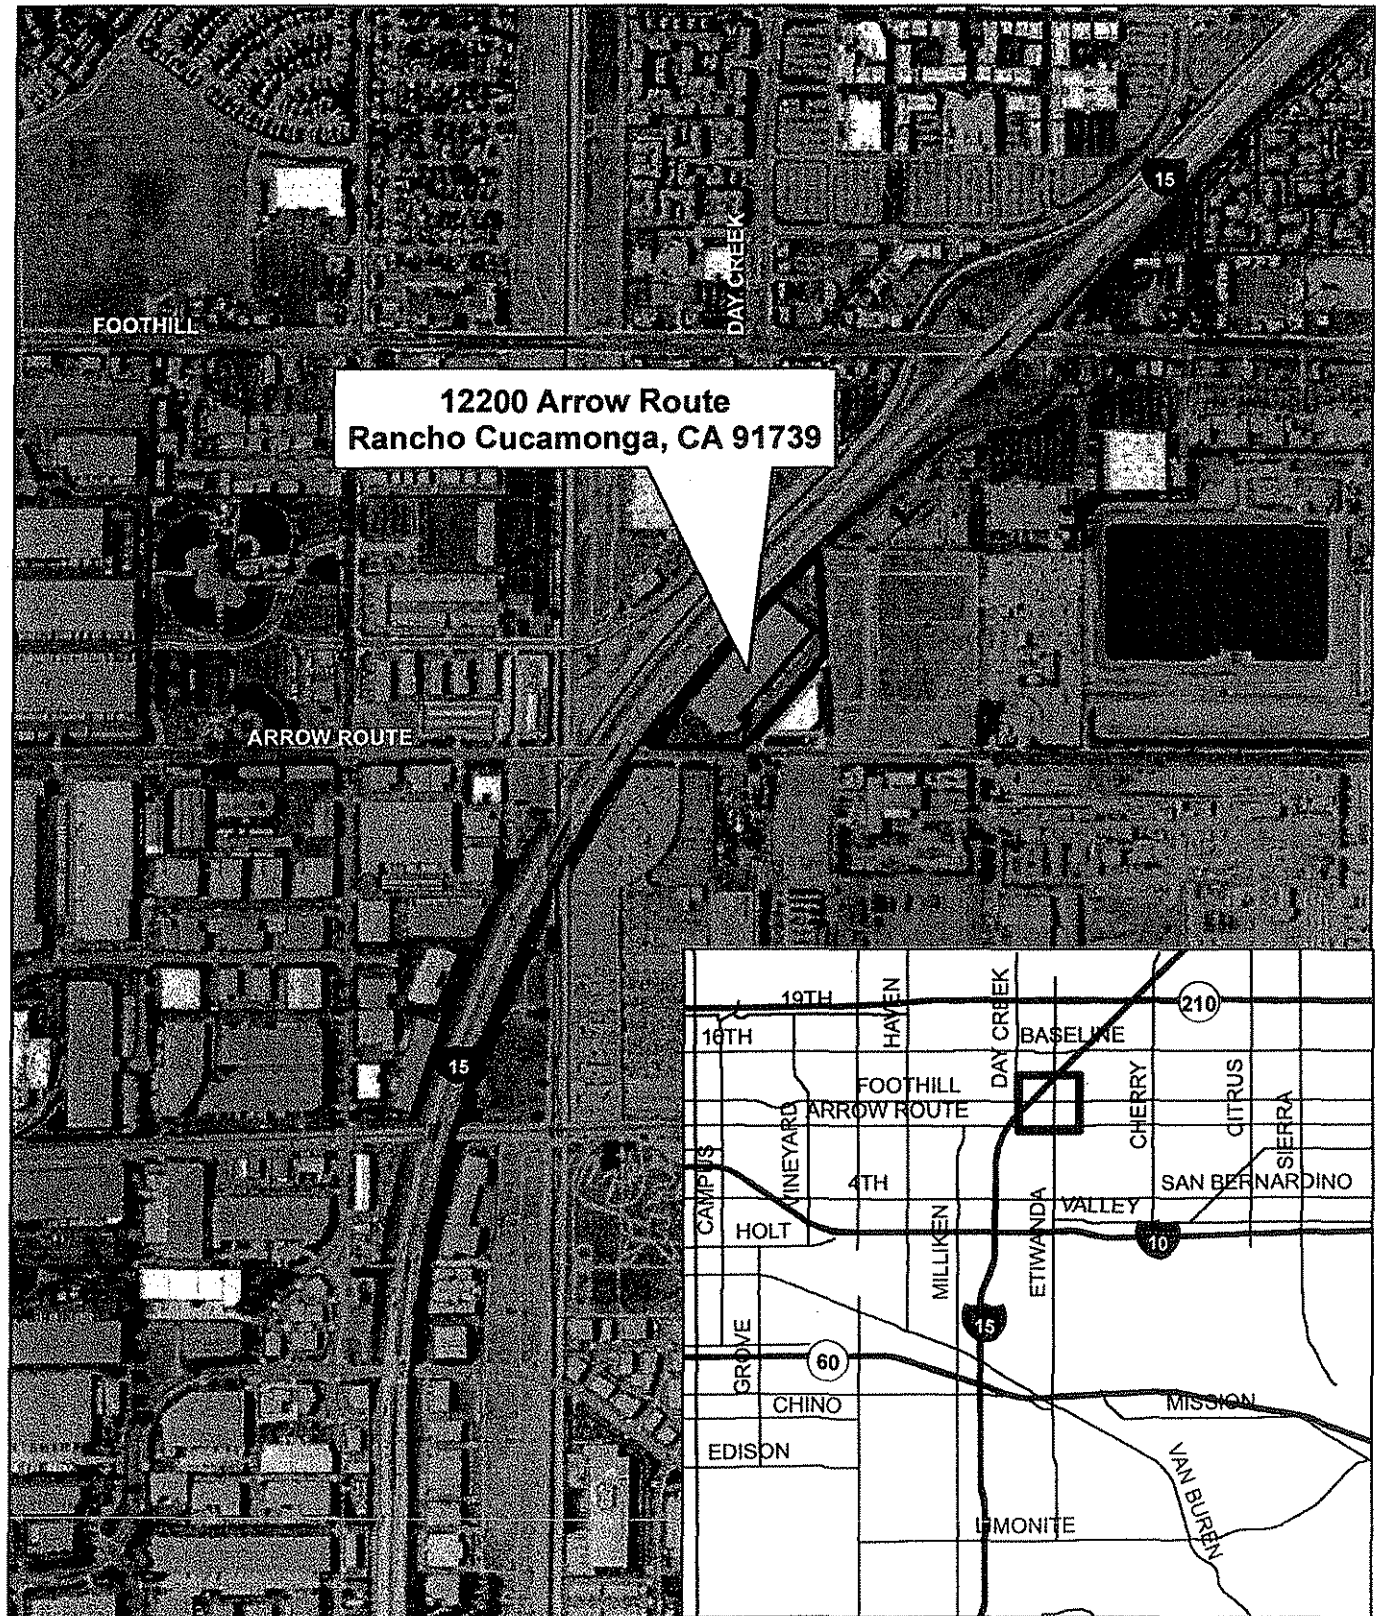 15
DAY CREEK
FOOTHILL
12200 Arrow Route
Rancho Cucamonga, CA 91739
ARROW ROUTE
15
19TH
HAVEN
DAY CREEK
210
16TH
BASELINE
FOOTHILL
ARROW ROUTE
CHERRY
CITRUS
SIERRA
CAMPUS
VINEYARD
4TH
SAN BERNARDINO
HOLT
MILLIKEN
ETIWANDA
VALLEY
10
15
GROVE
60
CHINO
MISSION
EDISON
VAN BUREN
LIMONITE